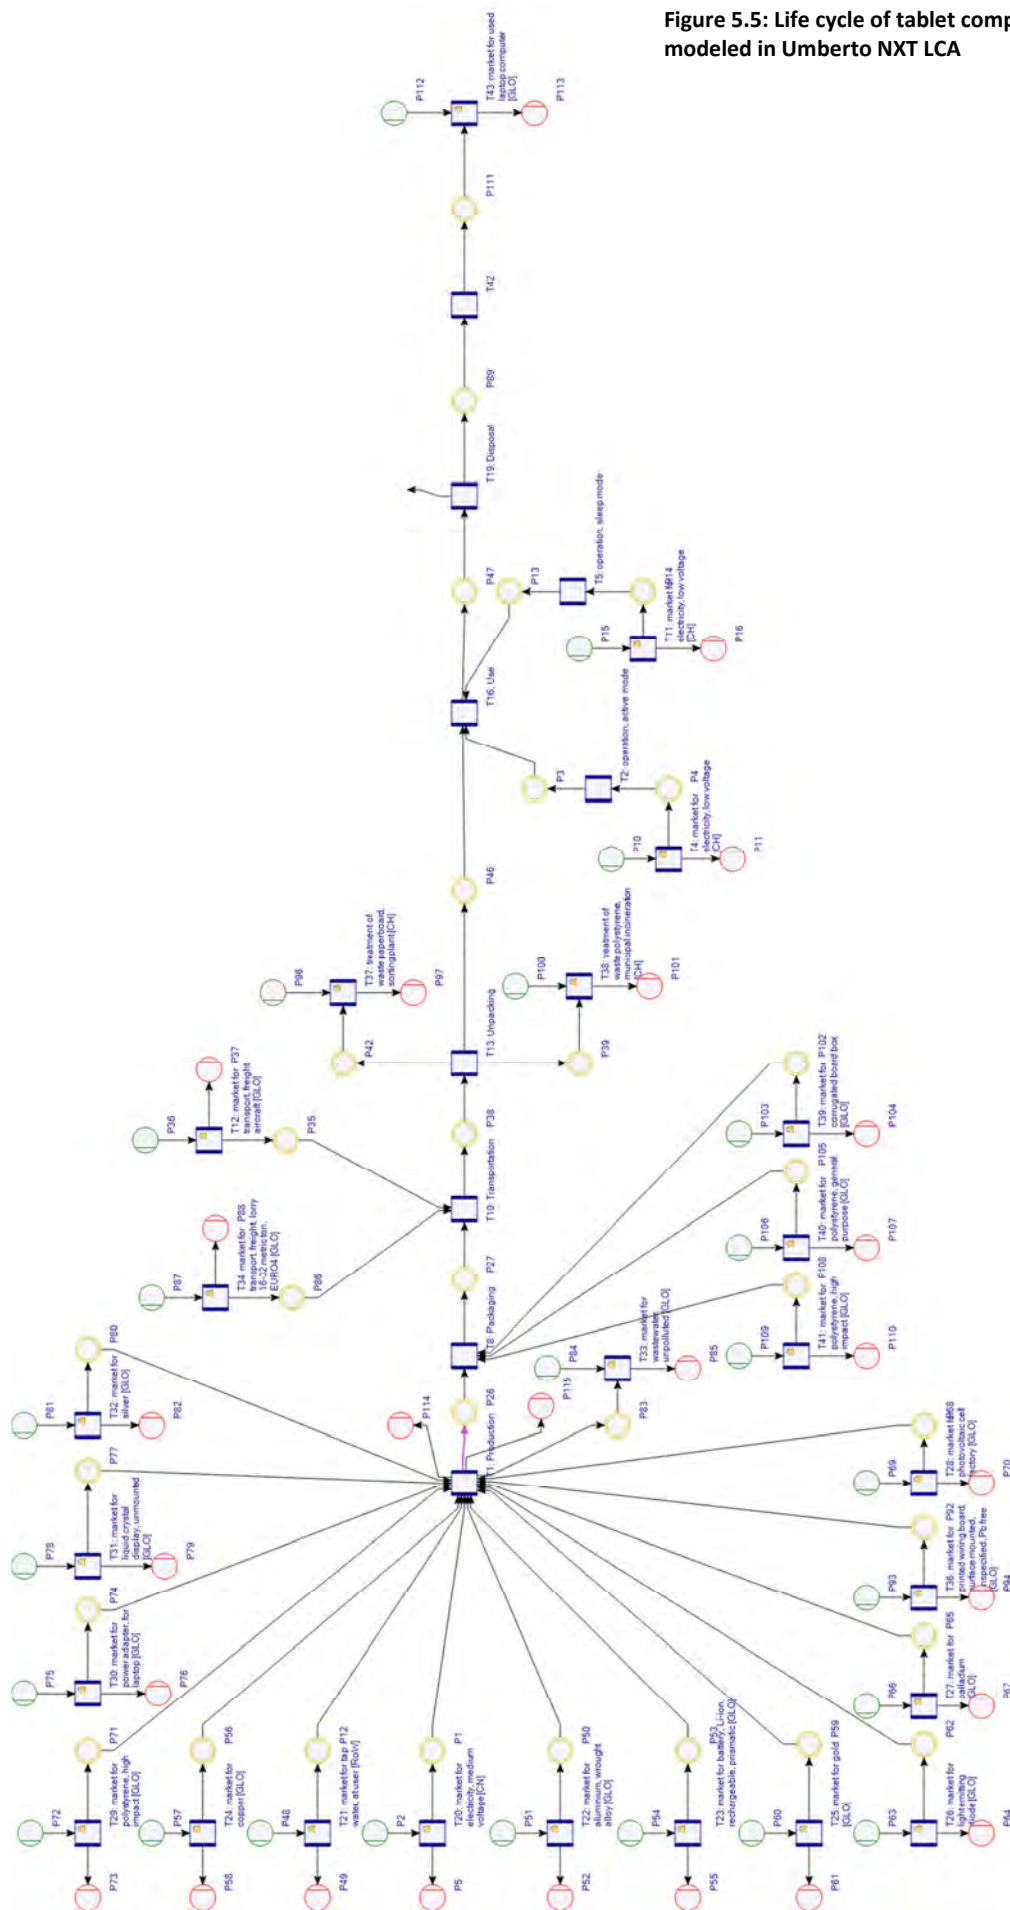 Figure 5.5: Life cycle of tablet comp
modeled in Umberto NXT LCA
P112
T43: market for used
laptop computer
[GLO]
P113
P111
T42
P89
T19: Disposal
P47
P13
T5: operation, sleep mode
P14
P15
T11: market for
electricity, low voltage
[CH]
P16
T16: Use
P3
T2: operation, active mode
P4
P10
T4: market for
electricity, low voltage
[CH]
P11
P46
P96
T37: treatment of
waste paperboard,
sorting plant [CH]
P97
P42
T13: Unpacking
P39
P100
T38: treatment of
waste polystyrene,
municipal incineration
[CH]
P101
P36
T12: market for
transport, freight
aircraft [GLO]
P37
P35
P38
T10: Transportation
P87
T34 market for
transport, freight, lorry
EURO4 [GLO]
P88
P86
P27
T8: Packaging
P102
P103
T39: market for
corrugated board box
[GLO]
P104
P105
P106
T40: market for
polystyrene, general
purpose [GLO]
P107
P108
P109
T41: market for
polystyrene, high
impact [GLO]
P110
P84
T33: market for
wastewater,
unpolluted [GLO]
P85
P83
P26
P114
P115
T1: Production
P81
T32: market for
silver [GLO]
P82
P80
P78
T31: market for
liquid crystal
display, unmounted
[GLO]
P79
P77
P75
T30: market for
power adapter, for
laptop [GLO]
P76
P74
P72
T29: market for
polystyrene, high
impact [GLO]
P73
P71
P57
T24: market for
copper [GLO]
P58
P56
P48
T21: market for tap
water, at user [RoW]
P49
P12
P2
T20: market for
electricity, medium
voltage [CN]
P5
P1
P51
T22: market for
aluminium, wrought
alloy [GLO]
P52
P50
P54
T23: market for battery, Li-ion,
rechargeable, prismatic [GLO]
P55
P53
P60
T25: market for gold
[GLO]
P61
P59
P63
T26: market for
light emitting
diode [GLO]
P64
P62
P66
T27: market for
palladium
[GLO]
P67
P65
P93
T36: market for
printed wiring board,
surface mounted,
unspecified, Pb free
[GLO]
P94
P92
P69
T28: market for
photovoltaic cell
factory [GLO]
P70
P68